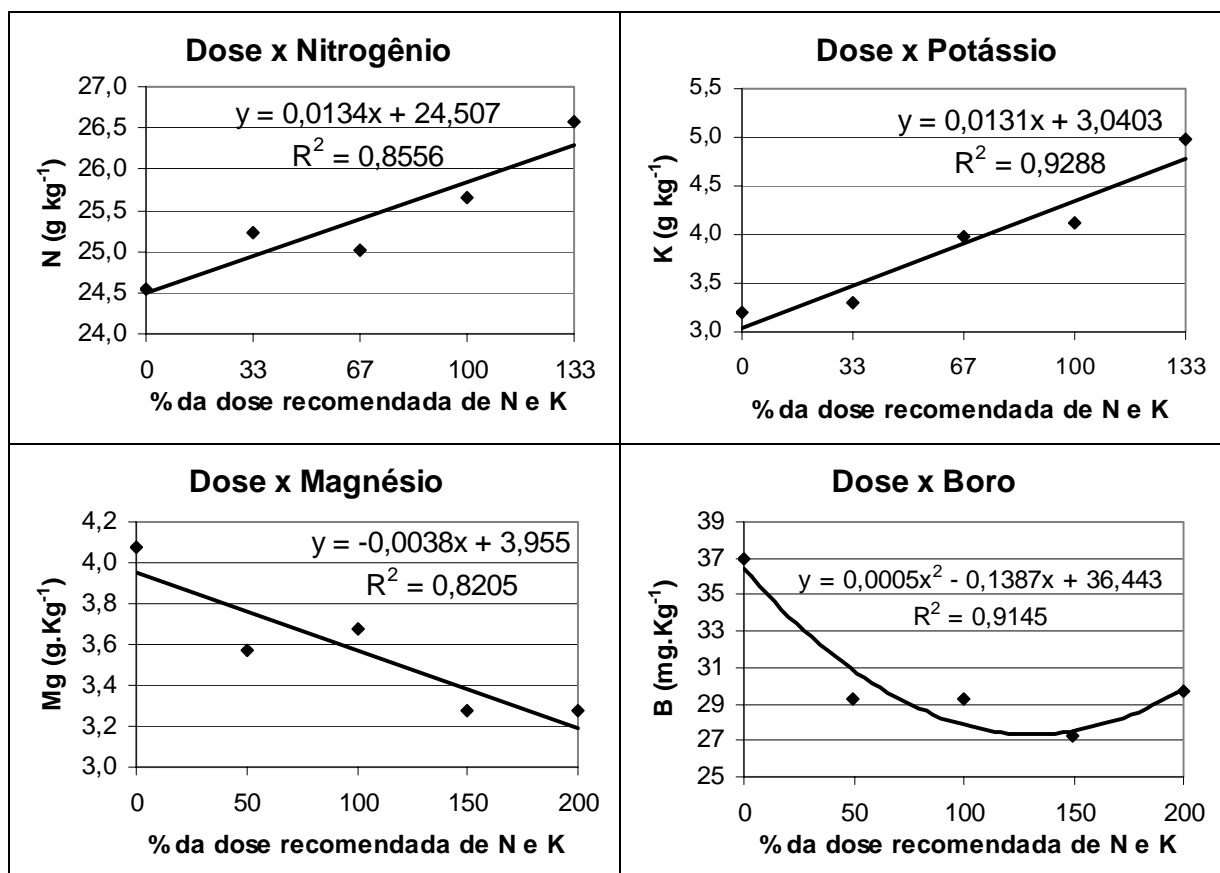 Dose x Nitrogênio
27,0
26,5
26,0
25,5
25,0
24,5
24,0
N (g kg⁻¹)
y = 0,0134x + 24,507
R² = 0,8556
0 33 67 100 133
% da dose recomendada de N e K
Dose x Potássio
5,5
5,0
4,5
4,0
3,5
3,0
K (g kg⁻¹)
y = 0,0131x + 3,0403
R² = 0,9288
0 33 67 100 133
% da dose recomendada de N e K
Dose x Magnésio
4,2
4,0
3,8
3,6
3,4
3,2
3,0
Mg (g.Kg⁻¹)
y = -0,0038x + 3,955
R² = 0,8205
0 50 100 150 200
% da dose recomendada de N e K
Dose x Boro
39
37
35
33
31
29
27
25
B (mg.Kg⁻¹)
y = 0,0005x² - 0,1387x + 36,443
R² = 0,9145
0 50 100 150 200
% da dose recomendada de N e K